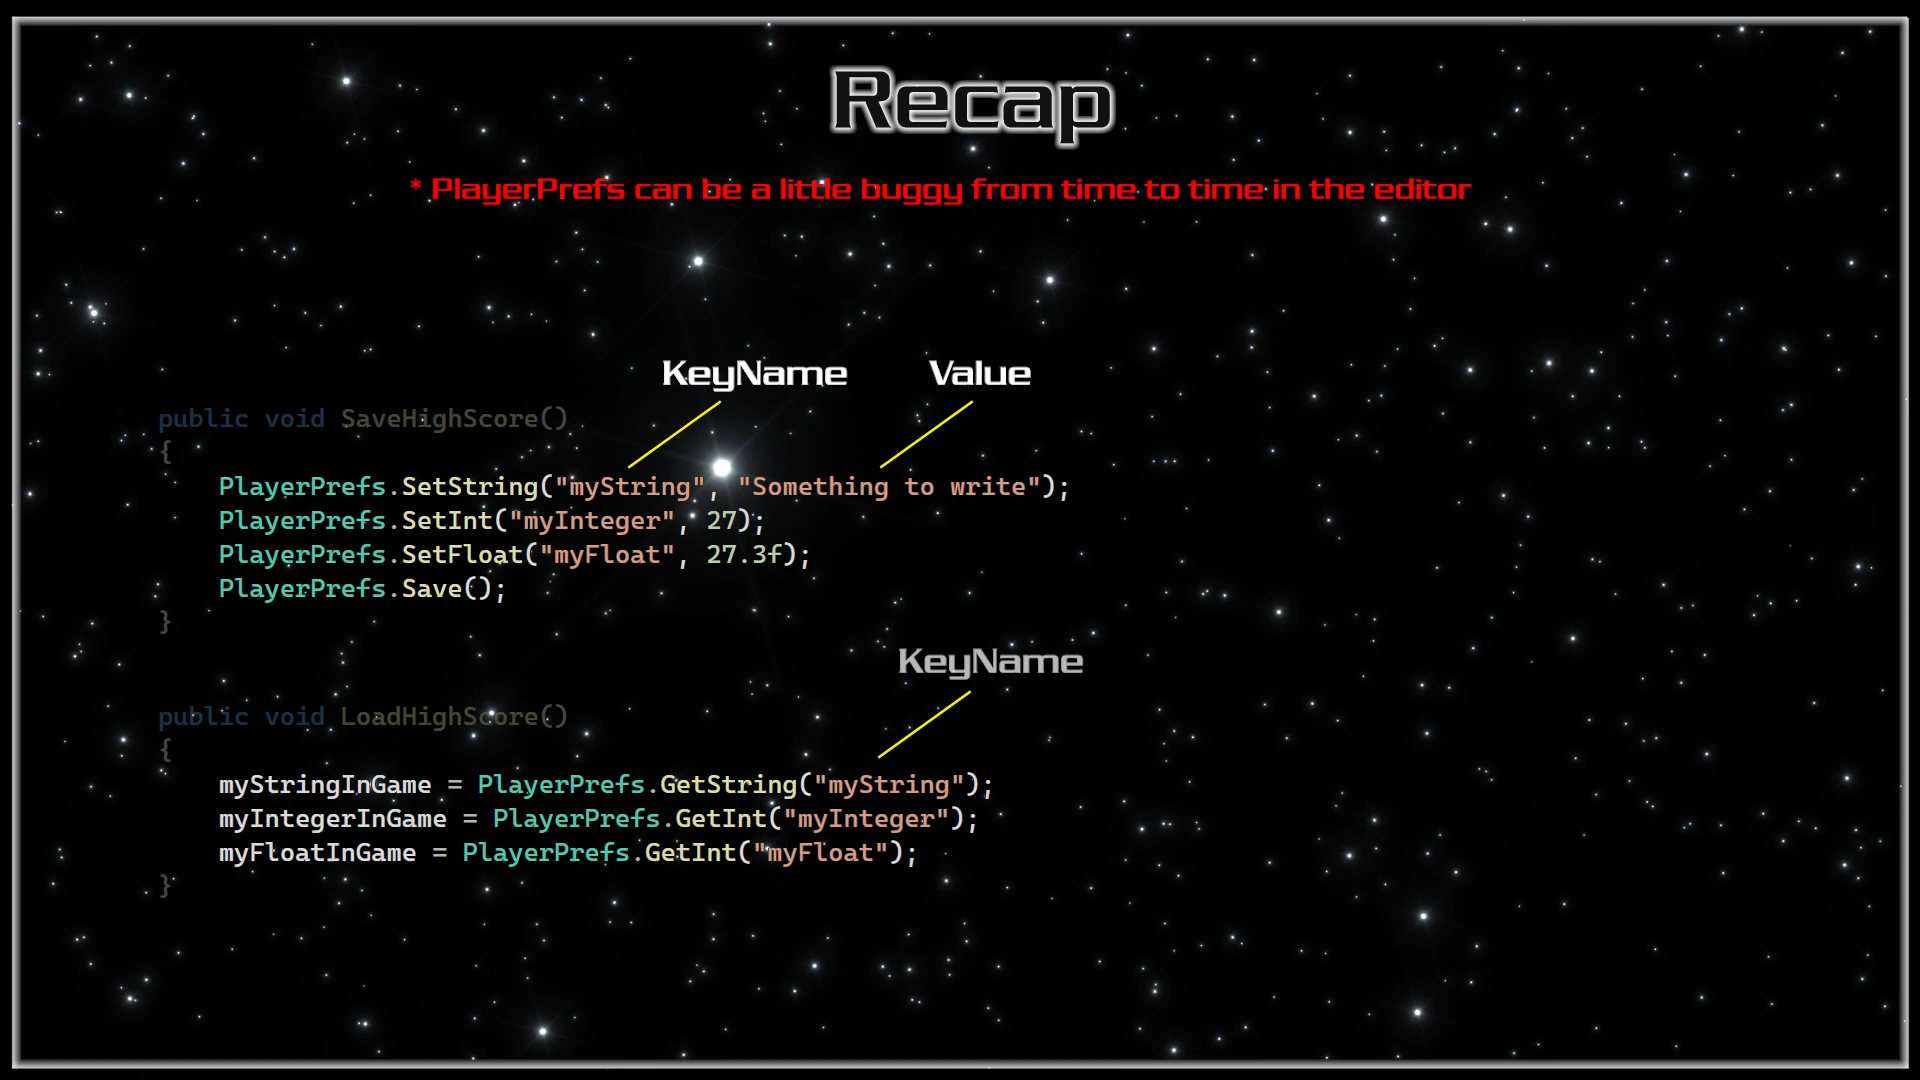 Recap
* PlayerPrefs can be a little buggy from time to time in the editor
KeyName Value
public void SaveHighScore()
{
PlayerPrefs.SetString("myString", "Something to write");
PlayerPrefs.SetInt("myInteger", 27);
PlayerPrefs.SetFloat("myFloat", 27.3f);
PlayerPrefs.Save();
}
KeyName
public void LoadHighScore()
{
myStringInGame = PlayerPrefs.GetString("myString");
myIntegerInGame = PlayerPrefs.GetInt("myInteger");
myFloatInGame = PlayerPrefs.GetInt("myFloat");
}